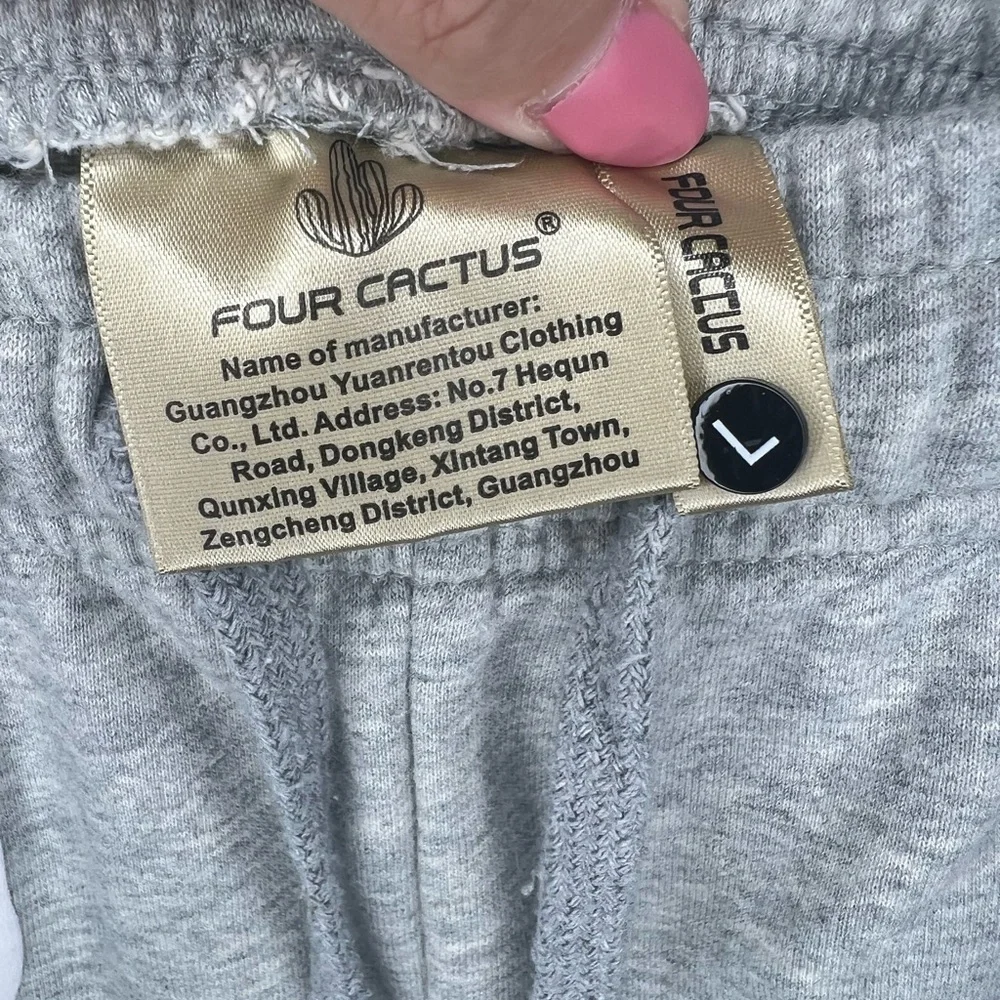 FOUR CACTUS®
Name of manufacturer:
Guangzhou Yuanrentou Clothing
Co., Ltd. Address: No.7 Hequn
Road, Dongkeng District,
Qunxing Village, XIntang Town,
Zengcheng District, Guangzhou
FOUR CACTUS
L